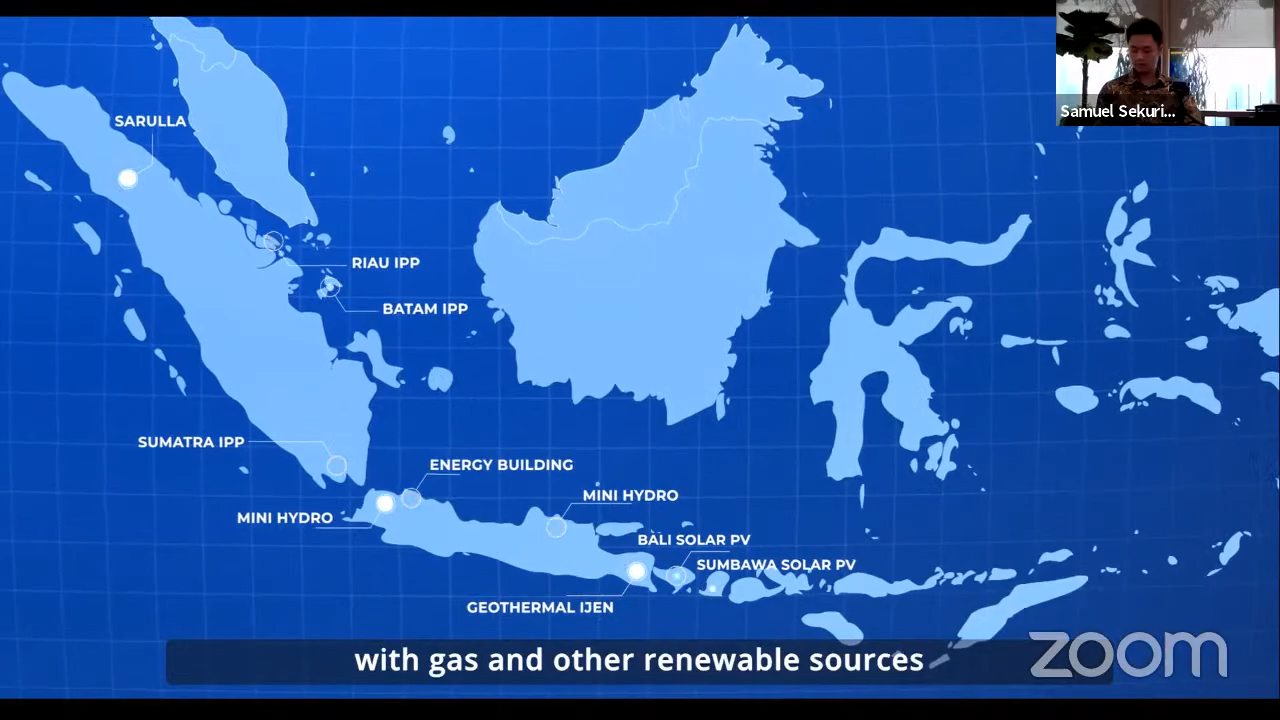 Samuel Sekuri...
SARULLA
RIAU IPP
BATAM IPP
SUMATRA IPP
ENERGY BUILDING
MINI HYDRO
MINI HYDRO
BALI SOLAR PV
SUMBAWA SOLAR PV
GEOTHERMAL IJEN
with gas and other renewable sources
zoom